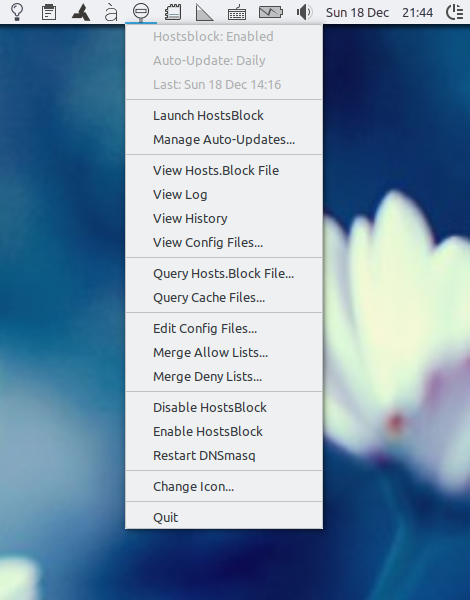 à
Sun 18 Dec 21:44
Hostsblock: Enabled
Auto-Update: Daily
Last: Sun 18 Dec 14:16
Launch HostsBlock
Manage Auto-Updates...
View Hosts.Block File
View Log
View History
View Config Files...
Query Hosts.Block File...
Query Cache Files...
Edit Config Files...
Merge Allow Lists...
Merge Deny Lists...
Disable HostsBlock
Enable HostsBlock
Restart DNSmasq
Change Icon...
Quit